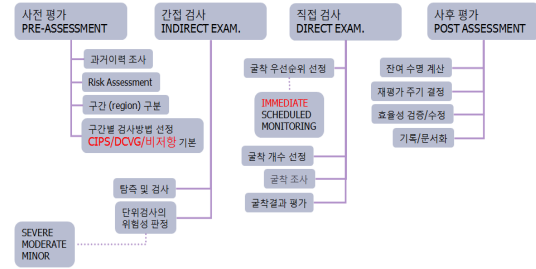 사전 평가
PRE-ASSESSMENT
과거이력 조사
Risk Assessment
구간 (region) 구분
구간별 검사방법 선정
CIPS/DCVG/비저항 기본
간접 검사
INDIRECT EXAM.
탐측 및 검사
단위검사의
위험성 판정
SEVERE
MODERATE
MINOR
직접 검사
DIRECT EXAM.
굴착 우선순위 선정
IMMEDIATE
SCHEDULED
MONITORING
굴착 개수 선정
굴착 조사
굴착결과 평가
사후 평가
POST ASSESSMENT
잔여 수명 계산
재평가 주기 결정
효율성 검증/수정
기록/문서화